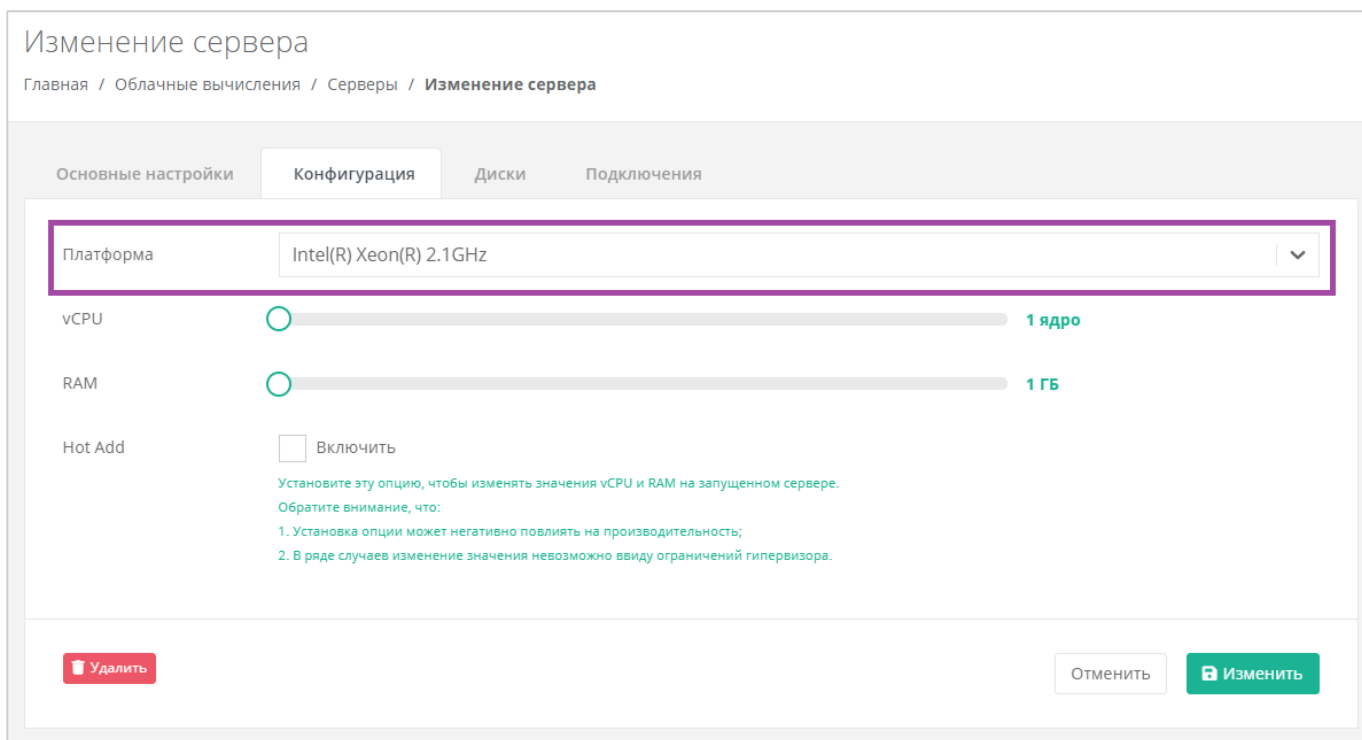 Изменение сервера
Главная / Облачные вычисления / Серверы / Изменение сервера
Основные настройки Конфигурация Диски Подключения
Платформа Intel(R) Xeon(R) 2.1GHz
vCPU 1 ядро
RAM 1 ГБ
Hot Add Включить
Установите эту опцию, чтобы изменять значения vCPU и RAM на запущенном сервере.
Обратите внимание, что:
1. Установка опции может негативно повлиять на производительность;
2. В ряде случаев изменение значения невозможно ввиду ограничений гипервизора.
Удалить Отменить Изменить